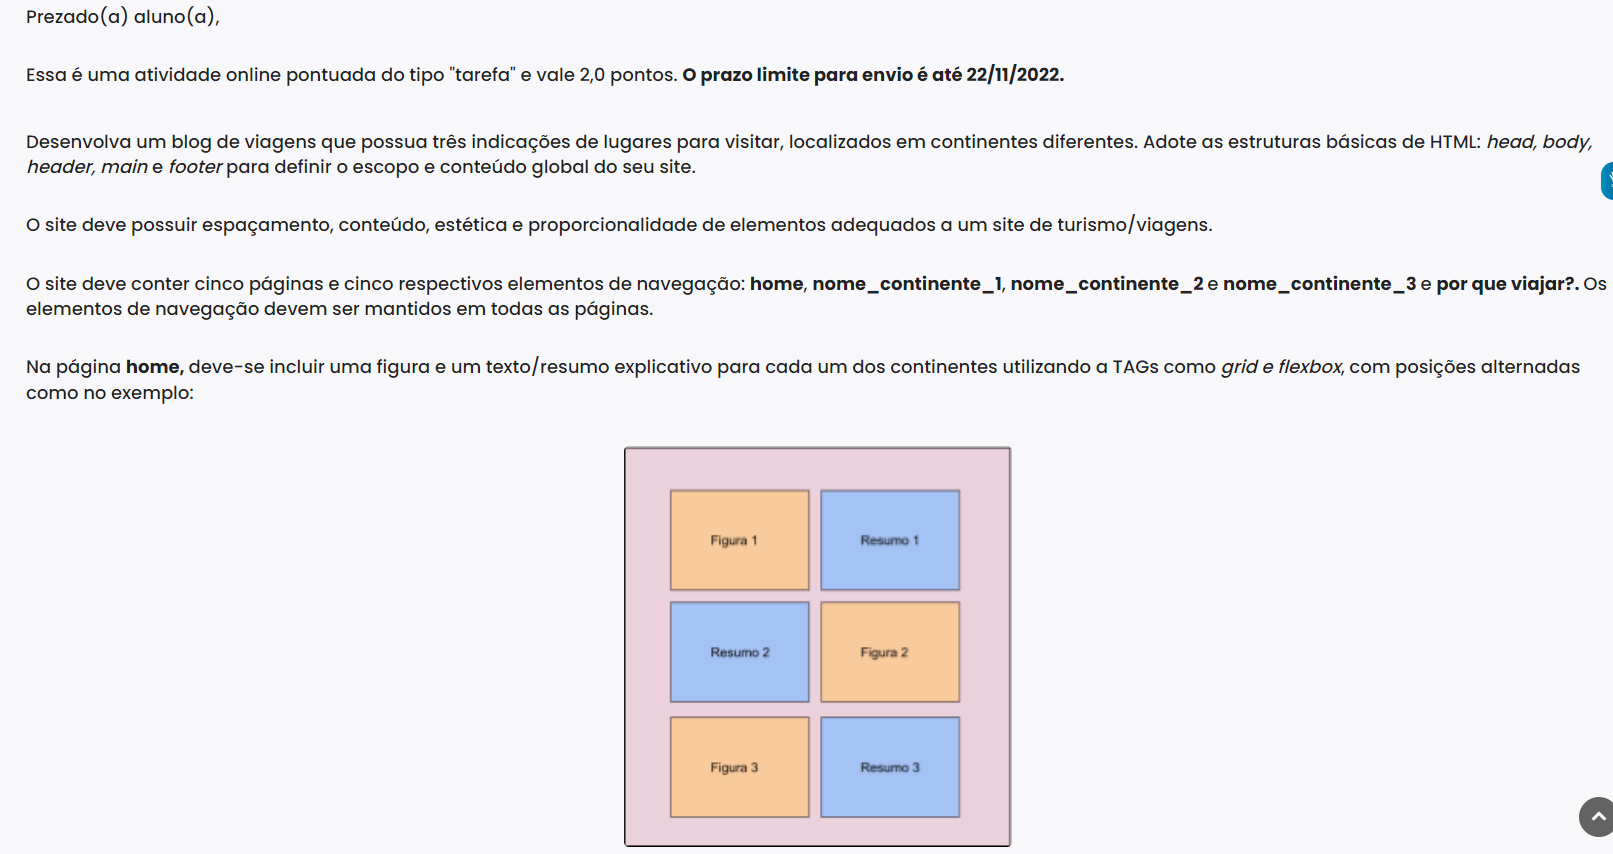 Prezado(a) aluno(a),
Essa é uma atividade online pontuada do tipo "tarefa" e vale 2,0 pontos. O prazo limite para envio é até 22/11/2022.
Desenvolva um blog de viagens que possua três indicações de lugares para visitar, localizados em continentes diferentes. Adote as estruturas básicas de HTML: head, body,
header, main e footer para definir o escopo e conteúdo global do seu site.
O site deve possuir espaçamento, conteúdo, estética e proporcionalidade de elementos adequados a um site de turismo/viagens.
O site deve conter cinco páginas e cinco respectivos elementos de navegação: home, nome_continente_1, nome_continente_2 e nome_continente_3 e por que viajar?. Os
elementos de navegação devem ser mantidos em todas as páginas.
Na página home, deve-se incluir uma figura e um texto/resumo explicativo para cada um dos continentes utilizando a TAGs como grid e flexbox, com posições alternadas
como no exemplo:
Figura 1
Resumo 1
Resumo 2
Figura 2
Figura 3
Resumo 3